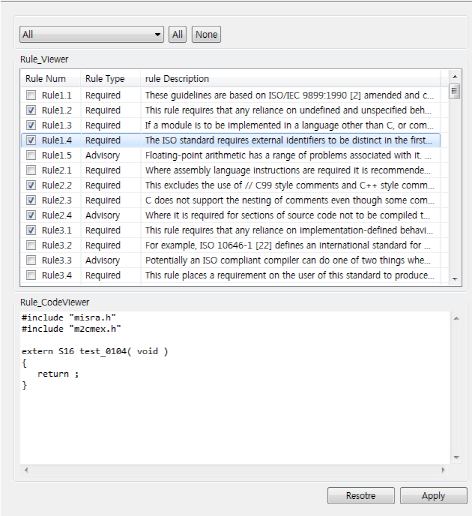 All All None
Rule_Viewer
Rule Num Rule Type rule Description
Rule1.1 Required These guidelines are based on ISO/IEC 9899:1990 [2] amended and c...
Rule1.2 Required This rule requires that any reliance on undefined and unspecified beh...
Rule1.3 Required If a module is to be implemented in a language other than C, or com...
Rule1.4 Required The ISO standard requires external identifiers to be distinct in the first...
Rule1.5 Advisory Floating-point arithmetic has a range of problems associated with it. ...
Rule2.1 Required Where assembly language instructions are required it is recommende...
Rule2.2 Required This excludes the use of // C99 style comments and C++ style comm...
Rule2.3 Required C does not support the nesting of comments even though some com...
Rule2.4 Advisory Where it is required for sections of source code not to be compiled t...
Rule3.1 Required This rule requires that any reliance on implementation-defined behavi...
Rule3.2 Required For example, ISO 10646-1 [22] defines an international standard for ...
Rule3.3 Advisory Potentially an ISO compliant compiler can do one of two things whe...
Rule3.4 Required This rule places a requirement on the user of this standard to produce...
Rule_CodeViewer
#include "misra.h"
#include "m2cmex.h"
extern S16 test_0104( void )
{
return ;
}
Resotre Apply